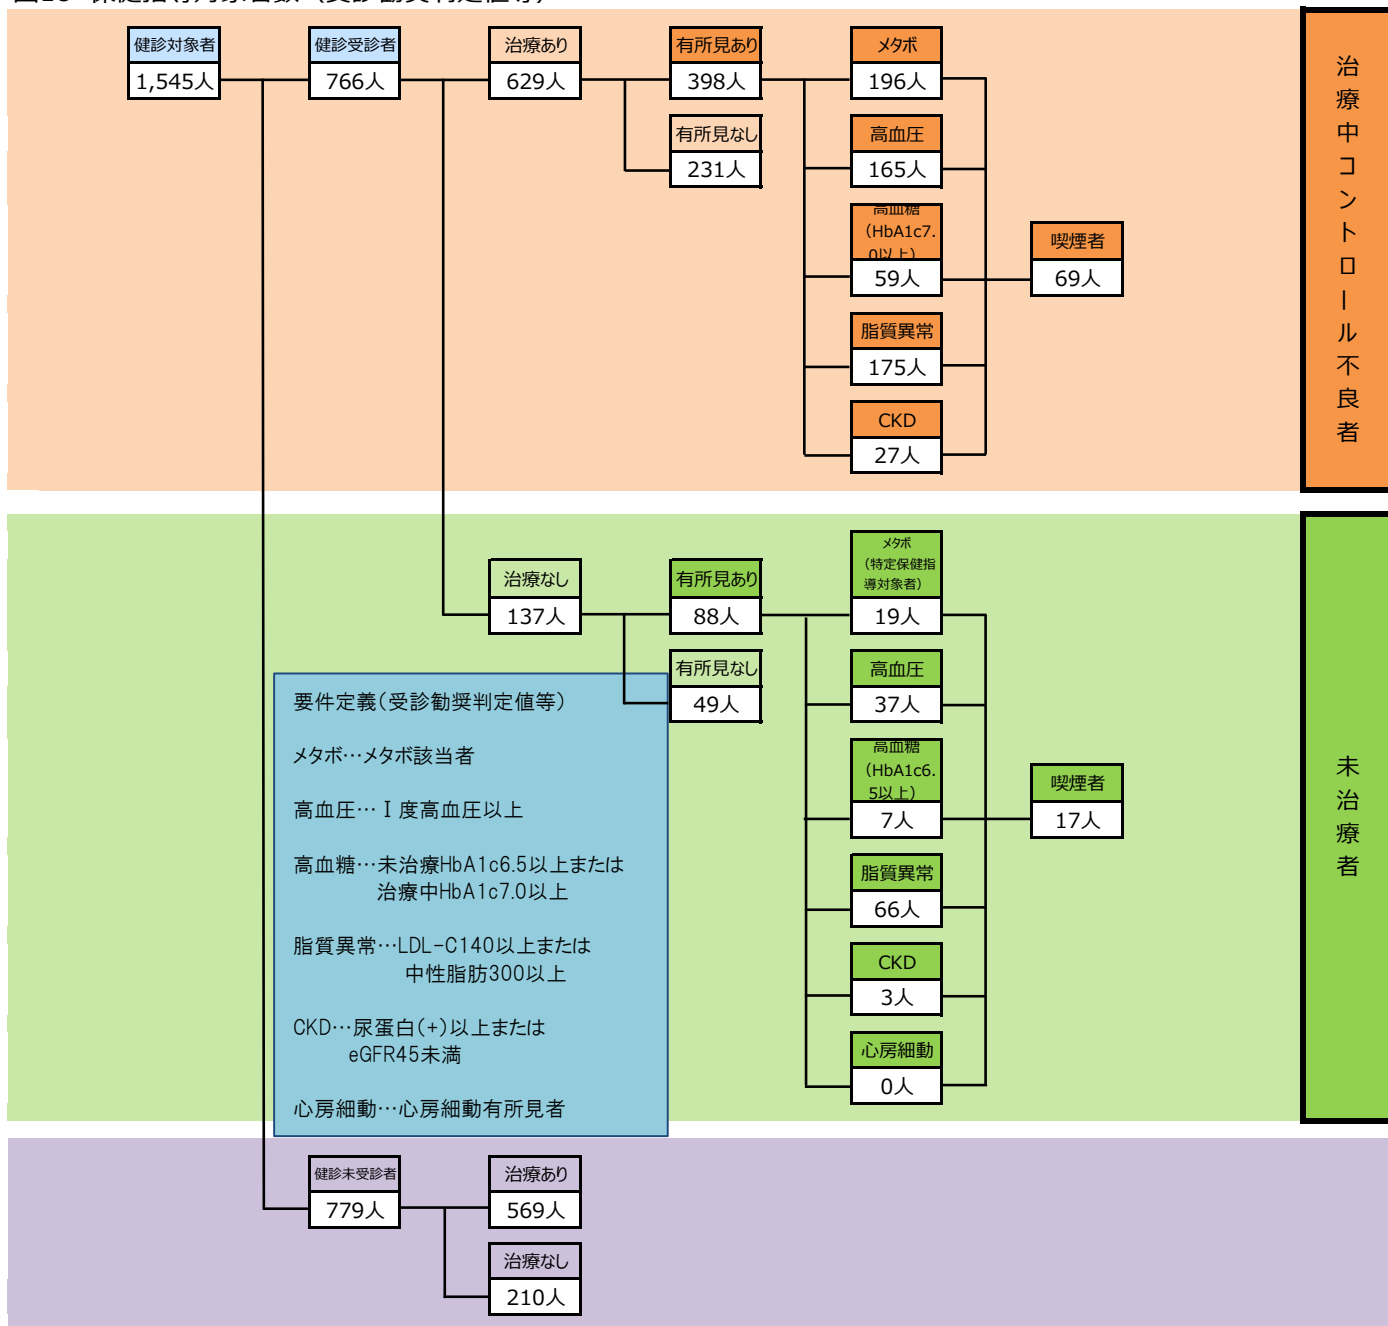 健診対象者
1,545人
健診受診者
766人
治療あり
629人
有所見あり
398人
有所見なし
231人
メタボ
196人
高血圧
165人
高血糖
（HbA1c7.
0以上）
59人
脂質異常
175人
CKD
27人
喫煙者
69人
治療中コントロール不良者
治療なし
137人
有所見あり
88人
有所見なし
49人
メタボ
（特定保健指
導対象者）
19人
高血圧
37人
高血糖
（HbA1c6.
5以上）
7人
脂質異常
66人
CKD
3人
心房細動
0人
喫煙者
17人
未治療者
要件定義（受診勧奨判定値等）
メタボ…メタボ該当者
高血圧…Ⅰ度高血圧以上
高血糖…未治療HbA1c6.5以上または
治療中HbA1c7.0以上
脂質異常…LDL-C140以上または
中性脂肪300以上
CKD…尿蛋白(+)以上または
eGFR45未満
心房細動…心房細動有所見者
健診未受診者
779人
治療あり
569人
治療なし
210人